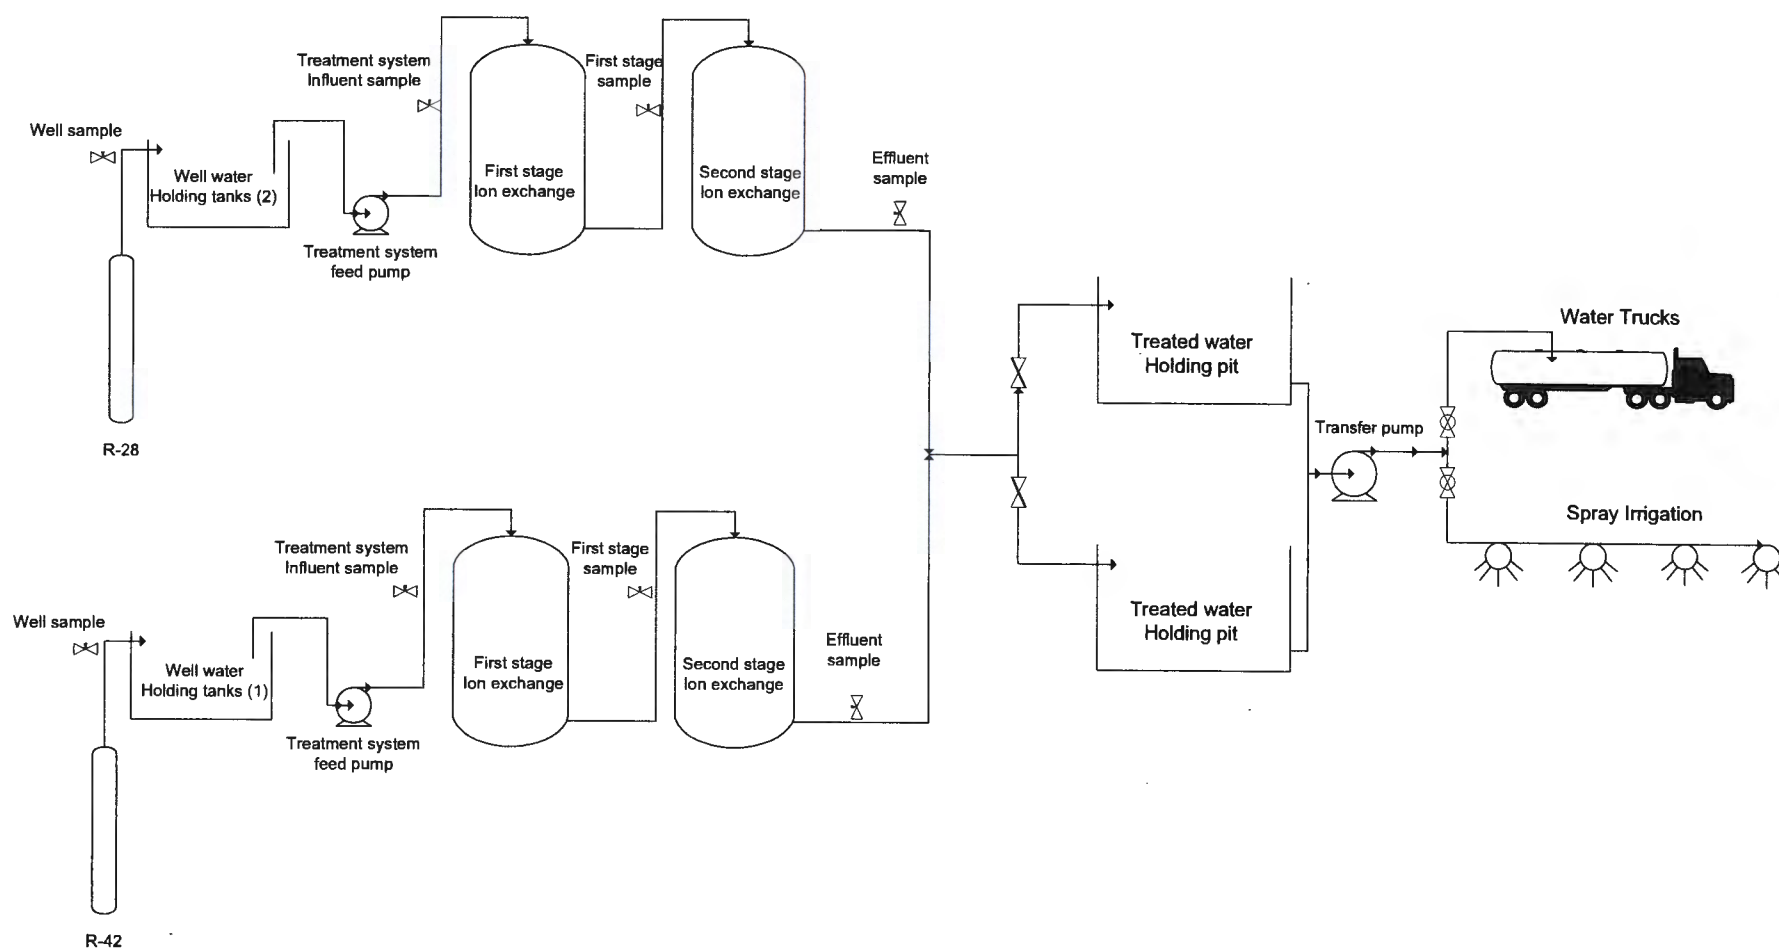 Treatment system
Influent sample
First stage
sample
Well sample
Well water
Holding tanks (2)
First stage
Ion exchange
Second stage
Ion exchange
Effluent
sample
Treatment system
feed pump
R-28
Treated water
Holding pit
Water Trucks
Transfer pump
Spray Irrigation
Treatment system
Influent sample
First stage
sample
Well sample
Well water
Holding tanks (1)
First stage
Ion exchange
Second stage
Ion exchange
Effluent
sample
Treated water
Holding pit
Treatment system
feed pump
R-42